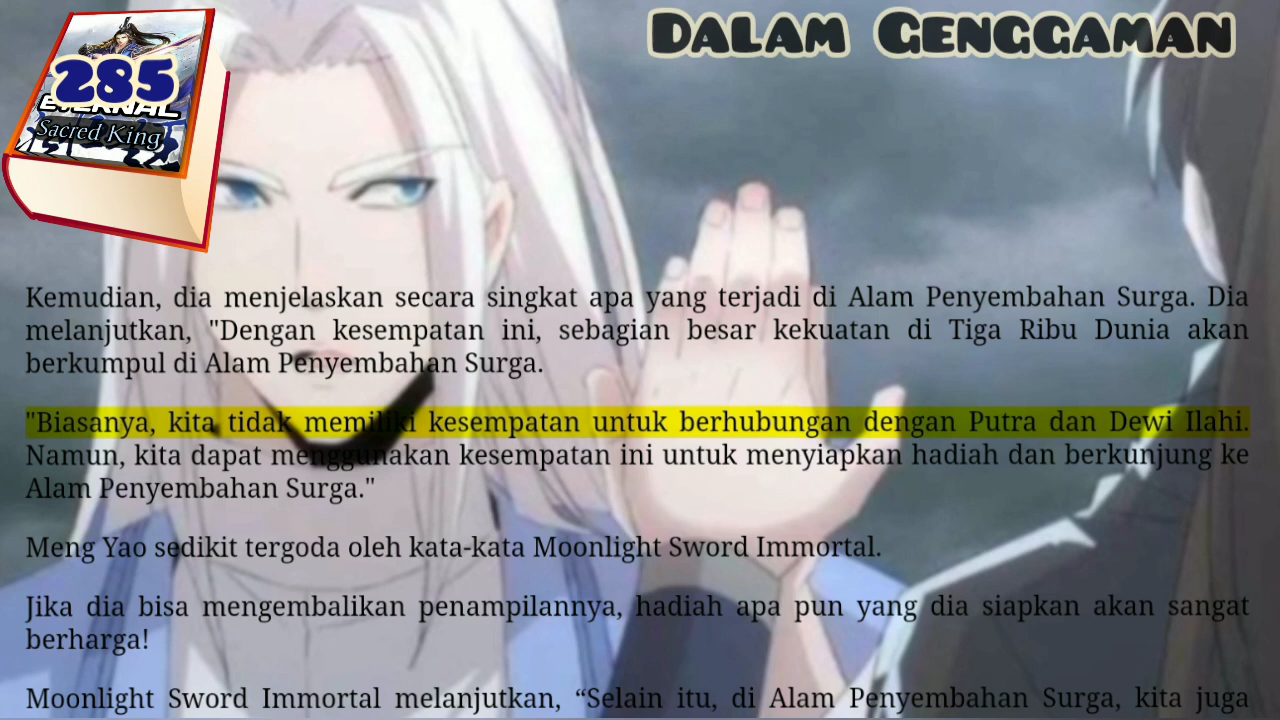 DALAM GENGGAMAN
285
ETERNAL
Sacred King
Kemudian, dia menjelaskan secara singkat apa yang terjadi di Alam Penyembahan Surga. Dia
melanjutkan, "Dengan kesempatan ini, sebagian besar kekuatan di Tiga Ribu Dunia akan
berkumpul di Alam Penyembahan Surga.
"Biasanya, kita tidak memiliki kesempatan untuk berhubungan dengan Putra dan Dewi Ilahi.
Namun, kita dapat menggunakan kesempatan ini untuk menyiapkan hadiah dan berkunjung ke
Alam Penyembahan Surga."
Meng Yao sedikit tergoda oleh kata-kata Moonlight Sword Immortal.
Jika dia bisa mengembalikan penampilannya, hadiah apa pun yang dia siapkan akan sangat
berharga!
Moonlight Sword Immortal melanjutkan, “Selain itu, di Alam Penyembahan Surga, kita juga